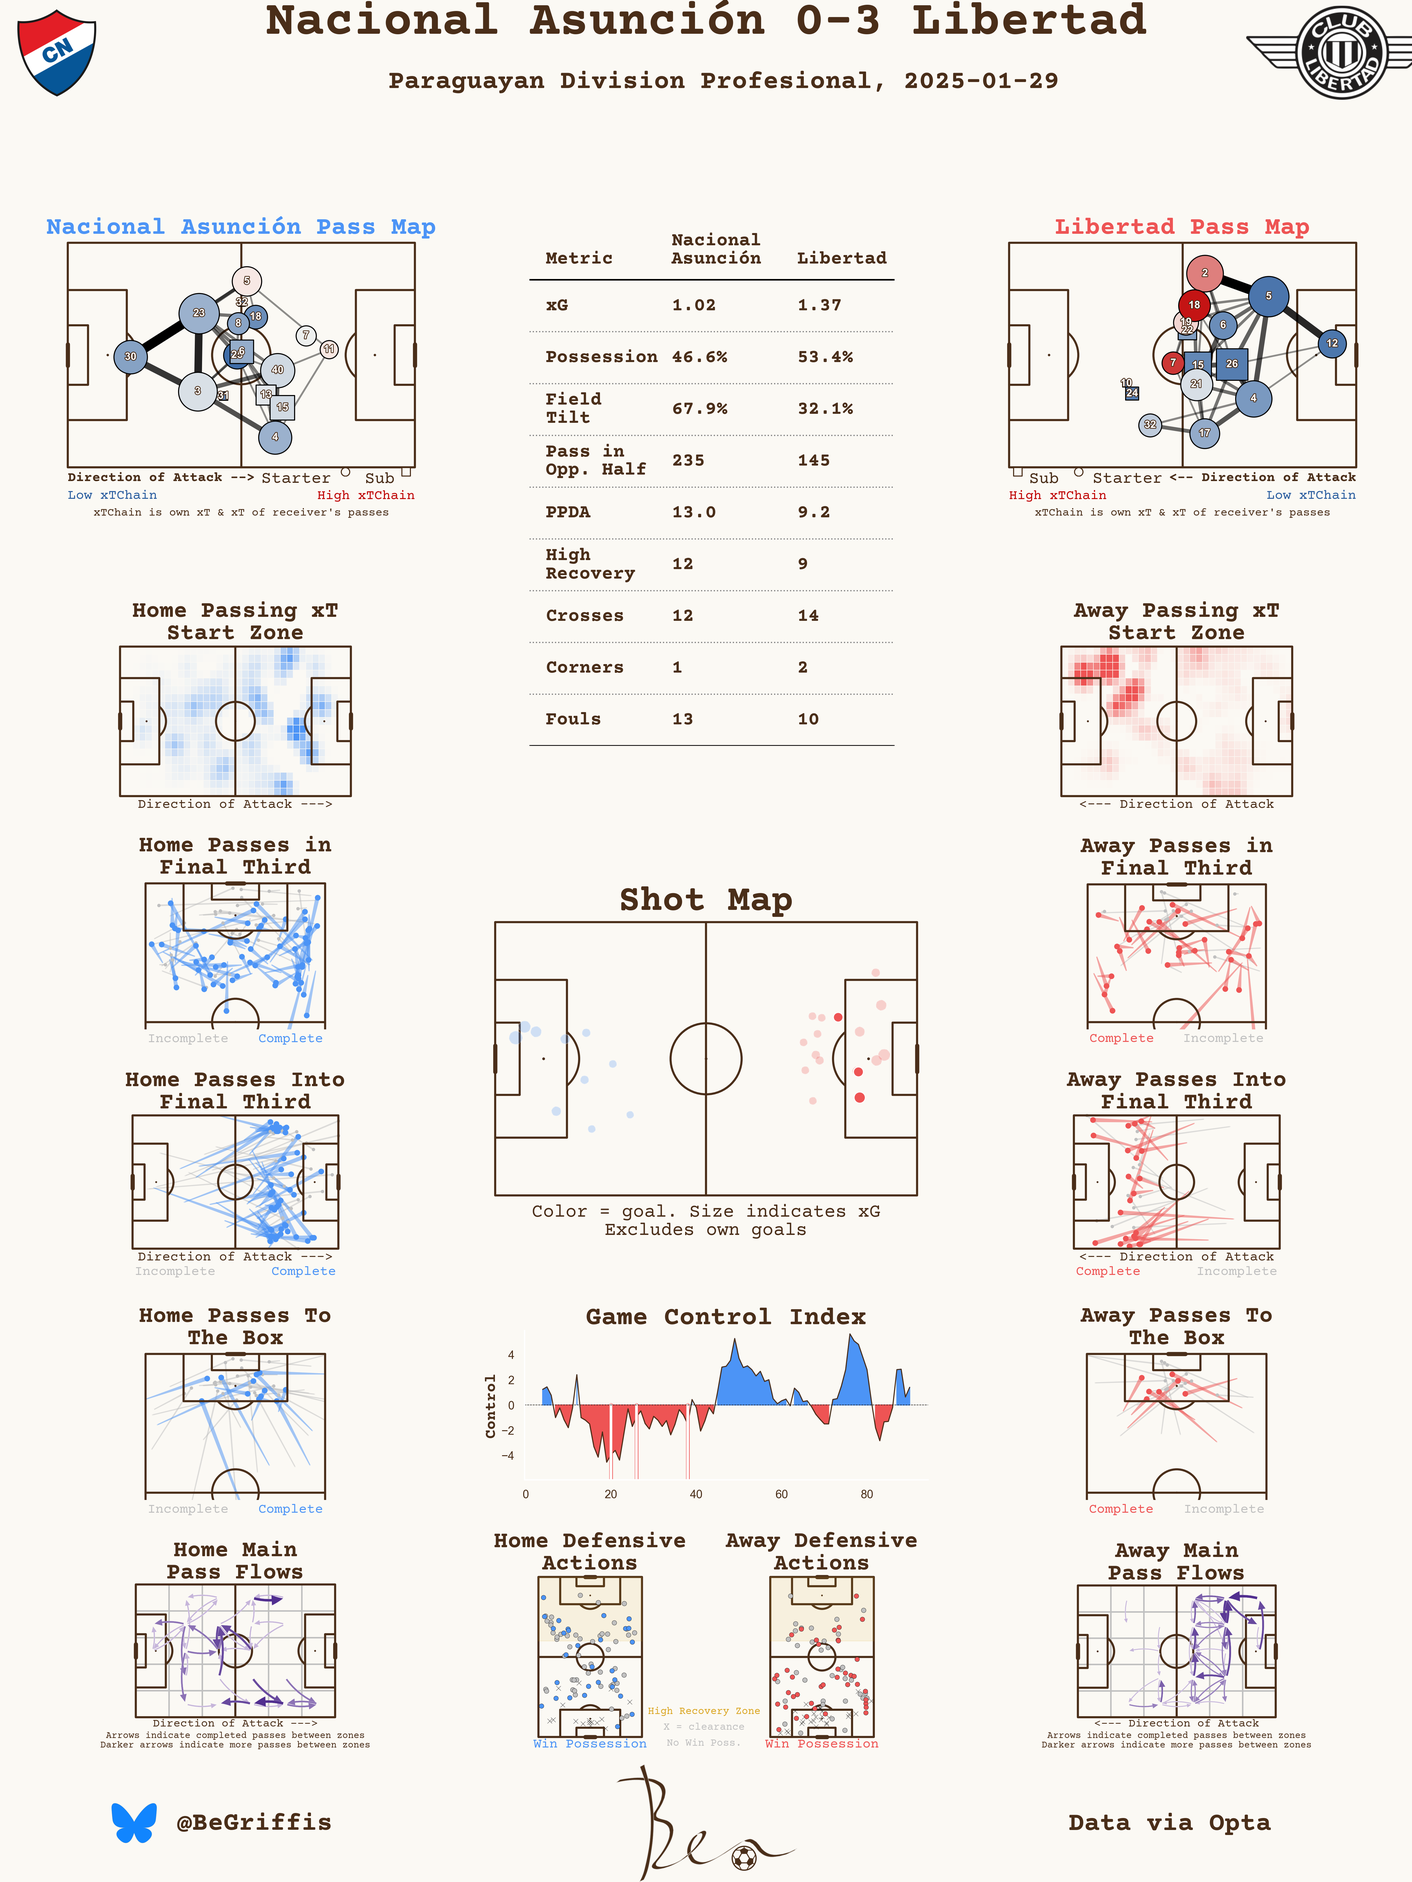 Nacional Asunción 0-3 Libertad
Paraguayan Division Profesional, 2025-01-29
CN
CLUB
LIBERTAD
Nacional Asunción Pass Map
5
32
23
8
18
7
11
30
6
40
3
31
13
15
4
Direction of Attack --> Starter Sub
Low xTChain High xTChain
xTChain is own xT & xT of receiver's passes
Metric Nacional Asunción Libertad
xG 1.02 1.37
Possession 46.6% 53.4%
Field Tilt 67.9% 32.1%
Pass in Opp. Half 235 145
PPDA 13.0 9.2
High Recovery 12 9
Crosses 12 14
Corners 1 2
Fouls 13 10
Libertad Pass Map
2
5
18
19
6
12
7
15
26
21
10
24
4
32
17
Sub Starter <-- Direction of Attack
High xTChain Low xTChain
xTChain is own xT & xT of receiver's passes
Home Passing xT
Start Zone
Direction of Attack --->
Away Passing xT
Start Zone
<--- Direction of Attack
Home Passes in
Final Third
Incomplete Complete
Away Passes in
Final Third
Complete Incomplete
Shot Map
Color = goal. Size indicates xG
Excludes own goals
Home Passes Into
Final Third
Direction of Attack --->
Incomplete Complete
Away Passes Into
Final Third
<--- Direction of Attack
Complete Incomplete
Home Passes To
The Box
Incomplete Complete
Game Control Index
Control
4
2
0
−2
−4
0 20 40 60 80
Away Passes To
The Box
Complete Incomplete
Home Main
Pass Flows
Direction of Attack --->
Arrows indicate completed passes between zones
Darker arrows indicate more passes between zones
Home Defensive
Actions
Win Possession
High Recovery Zone
X = clearance
No Win Poss.
Away Defensive
Actions
Win Possession
Away Main
Pass Flows
<--- Direction of Attack
Arrows indicate completed passes between zones
Darker arrows indicate more passes between zones
@BeGriffis
Ben
Data via Opta